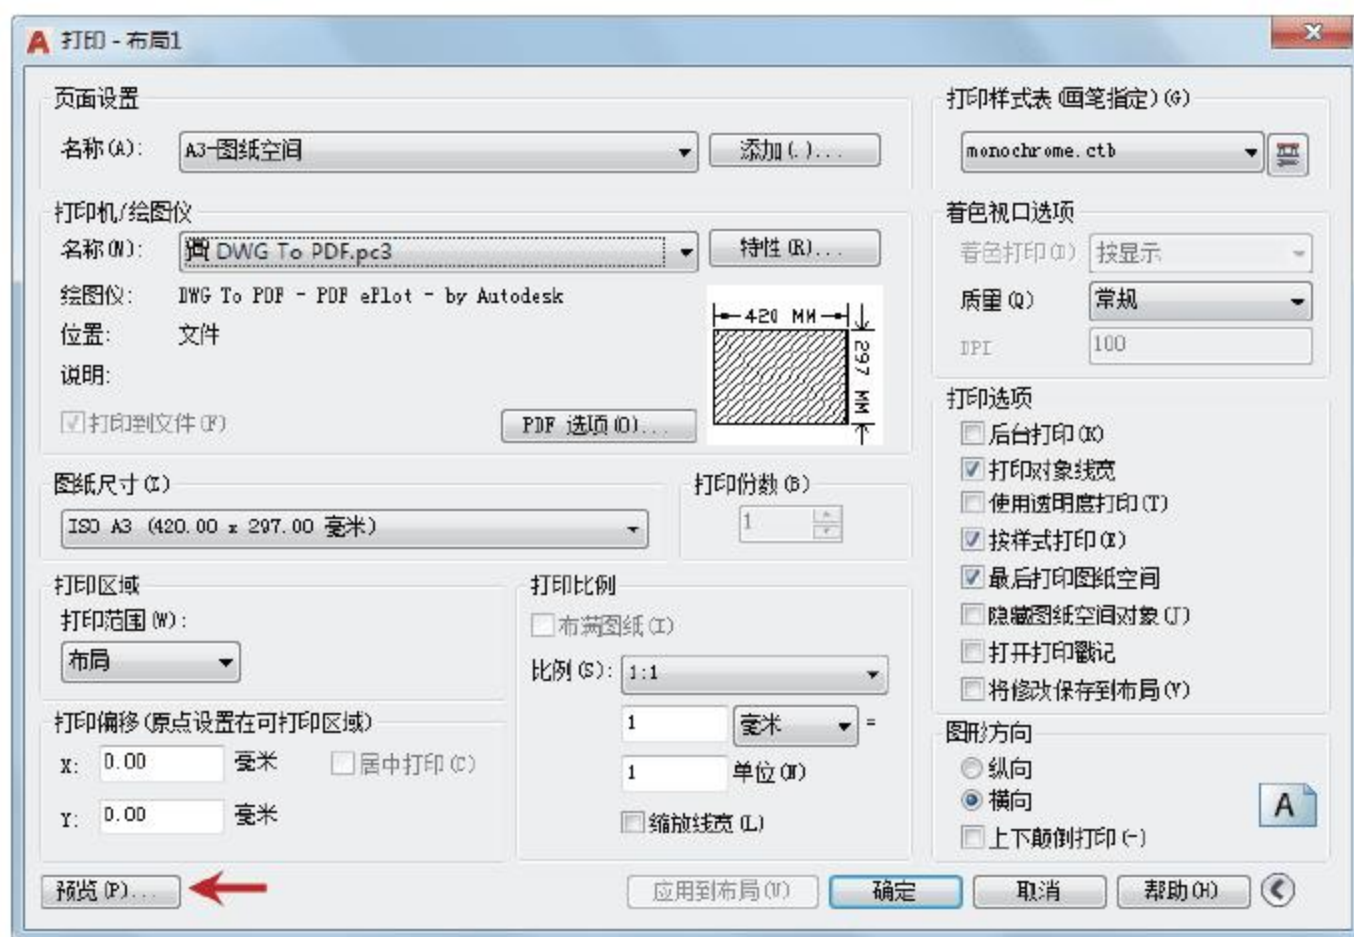 打印 - 布局1
页面设置
名称(A):
A3-图纸空间
添加(.)...
打印机/绘图仪
名称(N):
DWG To PDF.pc3
特性(R)...
绘图仪:
DWG To PDF - PDF ePlot - by Autodesk
位置:
文件
说明:
打印到文件(F)
PDF 选项(O)...
420 MM
297 MM
图纸尺寸(Z)
ISO A3 (420.00 x 297.00 毫米)
打印份数(B)
1
打印区域
打印范围(W):
布局
打印偏移(原点设置在可打印区域)
X:
0.00
毫米
居中打印(C)
Y:
0.00
毫米
打印比例
布满图纸(I)
比例(S):
1:1
1
毫米
=
1
单位(N)
缩放线宽(L)
打印样式表(画笔指定)(G)
monochrome.ctb
着色视口选项
着色打印(D)
按显示
质量(Q)
常规
DPI
100
打印选项
后台打印(K)
打印对象线宽
使用透明度打印(T)
按样式打印(E)
最后打印图纸空间
隐藏图纸空间对象(J)
打开打印戳记
将修改保存到布局(V)
图形方向
纵向
横向
上下颠倒打印(-)
A
预览(P)...
应用到布局(U)
确定
取消
帮助(H)